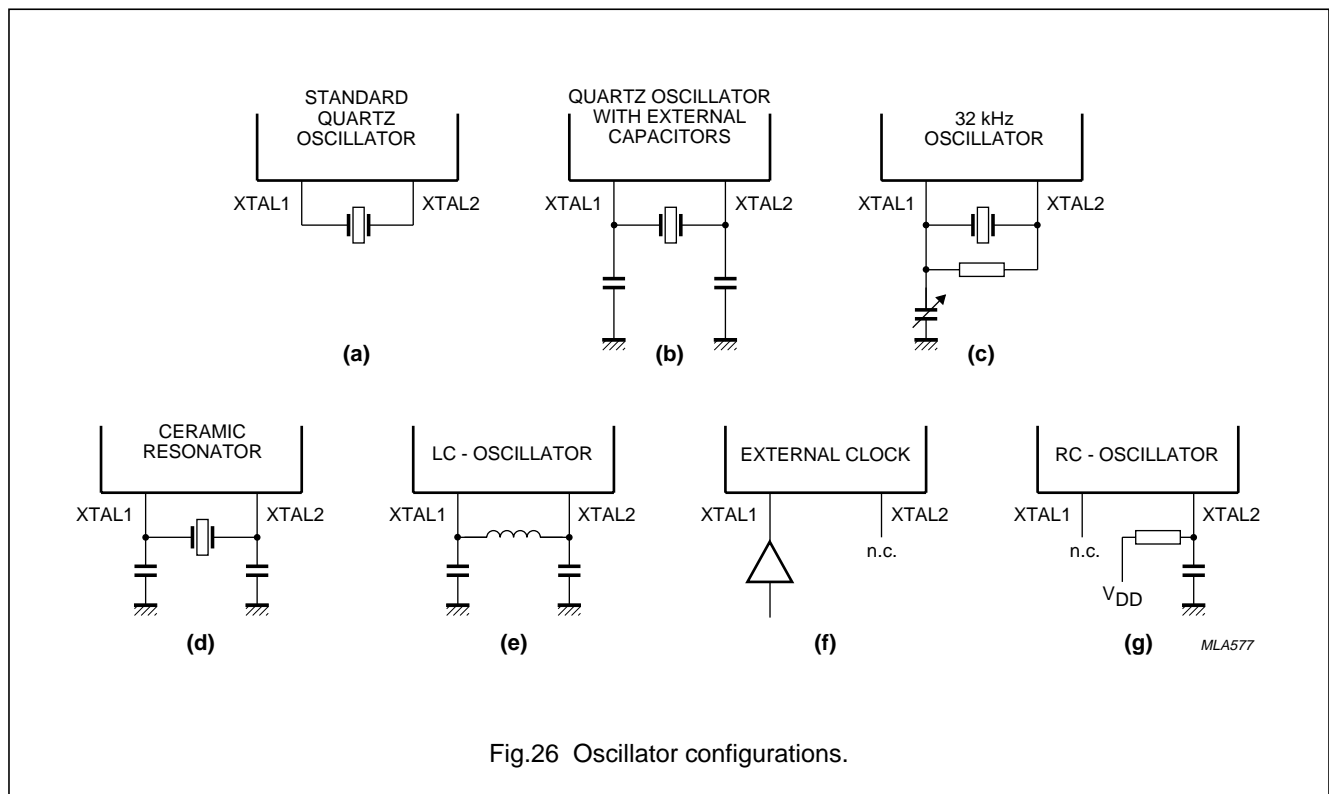 STANDARD
QUARTZ
OSCILLATOR
XTAL1
XTAL2
(a)
QUARTZ OSCILLATOR
WITH EXTERNAL
CAPACITORS
XTAL1
XTAL2
(b)
32 kHz
OSCILLATOR
XTAL1
XTAL2
(c)
CERAMIC
RESONATOR
XTAL1
XTAL2
(d)
LC - OSCILLATOR
XTAL1
XTAL2
(e)
EXTERNAL CLOCK
XTAL1
XTAL2
n.c.
(f)
RC - OSCILLATOR
XTAL1
XTAL2
n.c.
VDD
(g)
MLA577
Fig.26 Oscillator configurations.